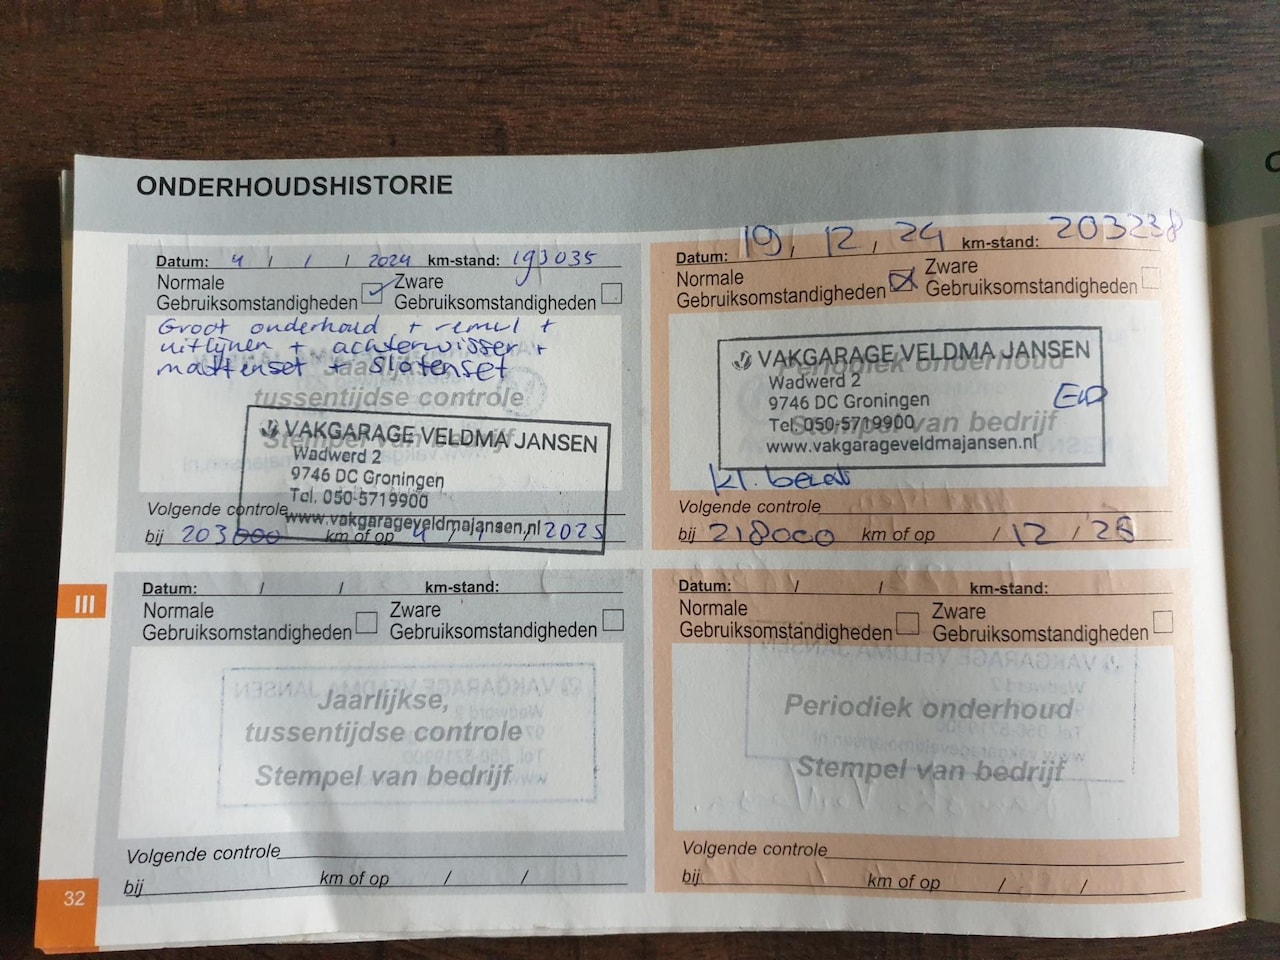 ONDERHOUDSHISTORIE
Datum: 4 / 1 / 2024 km-stand: 193035
Normale
Gebruiksomstandigheden
Zware
Gebruiksomstandigheden
Groot onderhoud + remvl +
uitlijnen + achterwisser +
mattenset + Slotenset
Jaarlijkse,
tussentijdse controle
Stempel van bedrijf
VAKGARAGE VELDMA JANSEN
Wadwerd 2
9746 DC Groningen
Tel. 050-5719900
www.vakgarageveldmajansen.nl
Volgende controle
bij 203000 km of op 4 / 1 / 2025
Datum: 19, 12, 24 km-stand: 203238
Normale
Gebruiksomstandigheden
Zware
Gebruiksomstandigheden
Periodiek onderhoud
Stempel van bedrijf
VAKGARAGE VELDMA JANSEN
Wadwerd 2
9746 DC Groningen
Tel. 050-5719900
www.vakgarageveldmajansen.nl
kl. beurt
Volgende controle
bij 218000 km of op / 12 / 25
III
Datum: / / km-stand:
Normale
Gebruiksomstandigheden
Zware
Gebruiksomstandigheden
Jaarlijkse,
tussentijdse controle
Stempel van bedrijf
Volgende controle
bij km of op / /
Datum: / / km-stand:
Normale
Gebruiksomstandigheden
Zware
Gebruiksomstandigheden
Periodiek onderhoud
Stempel van bedrijf
Volgende controle
bij km of op / /
32